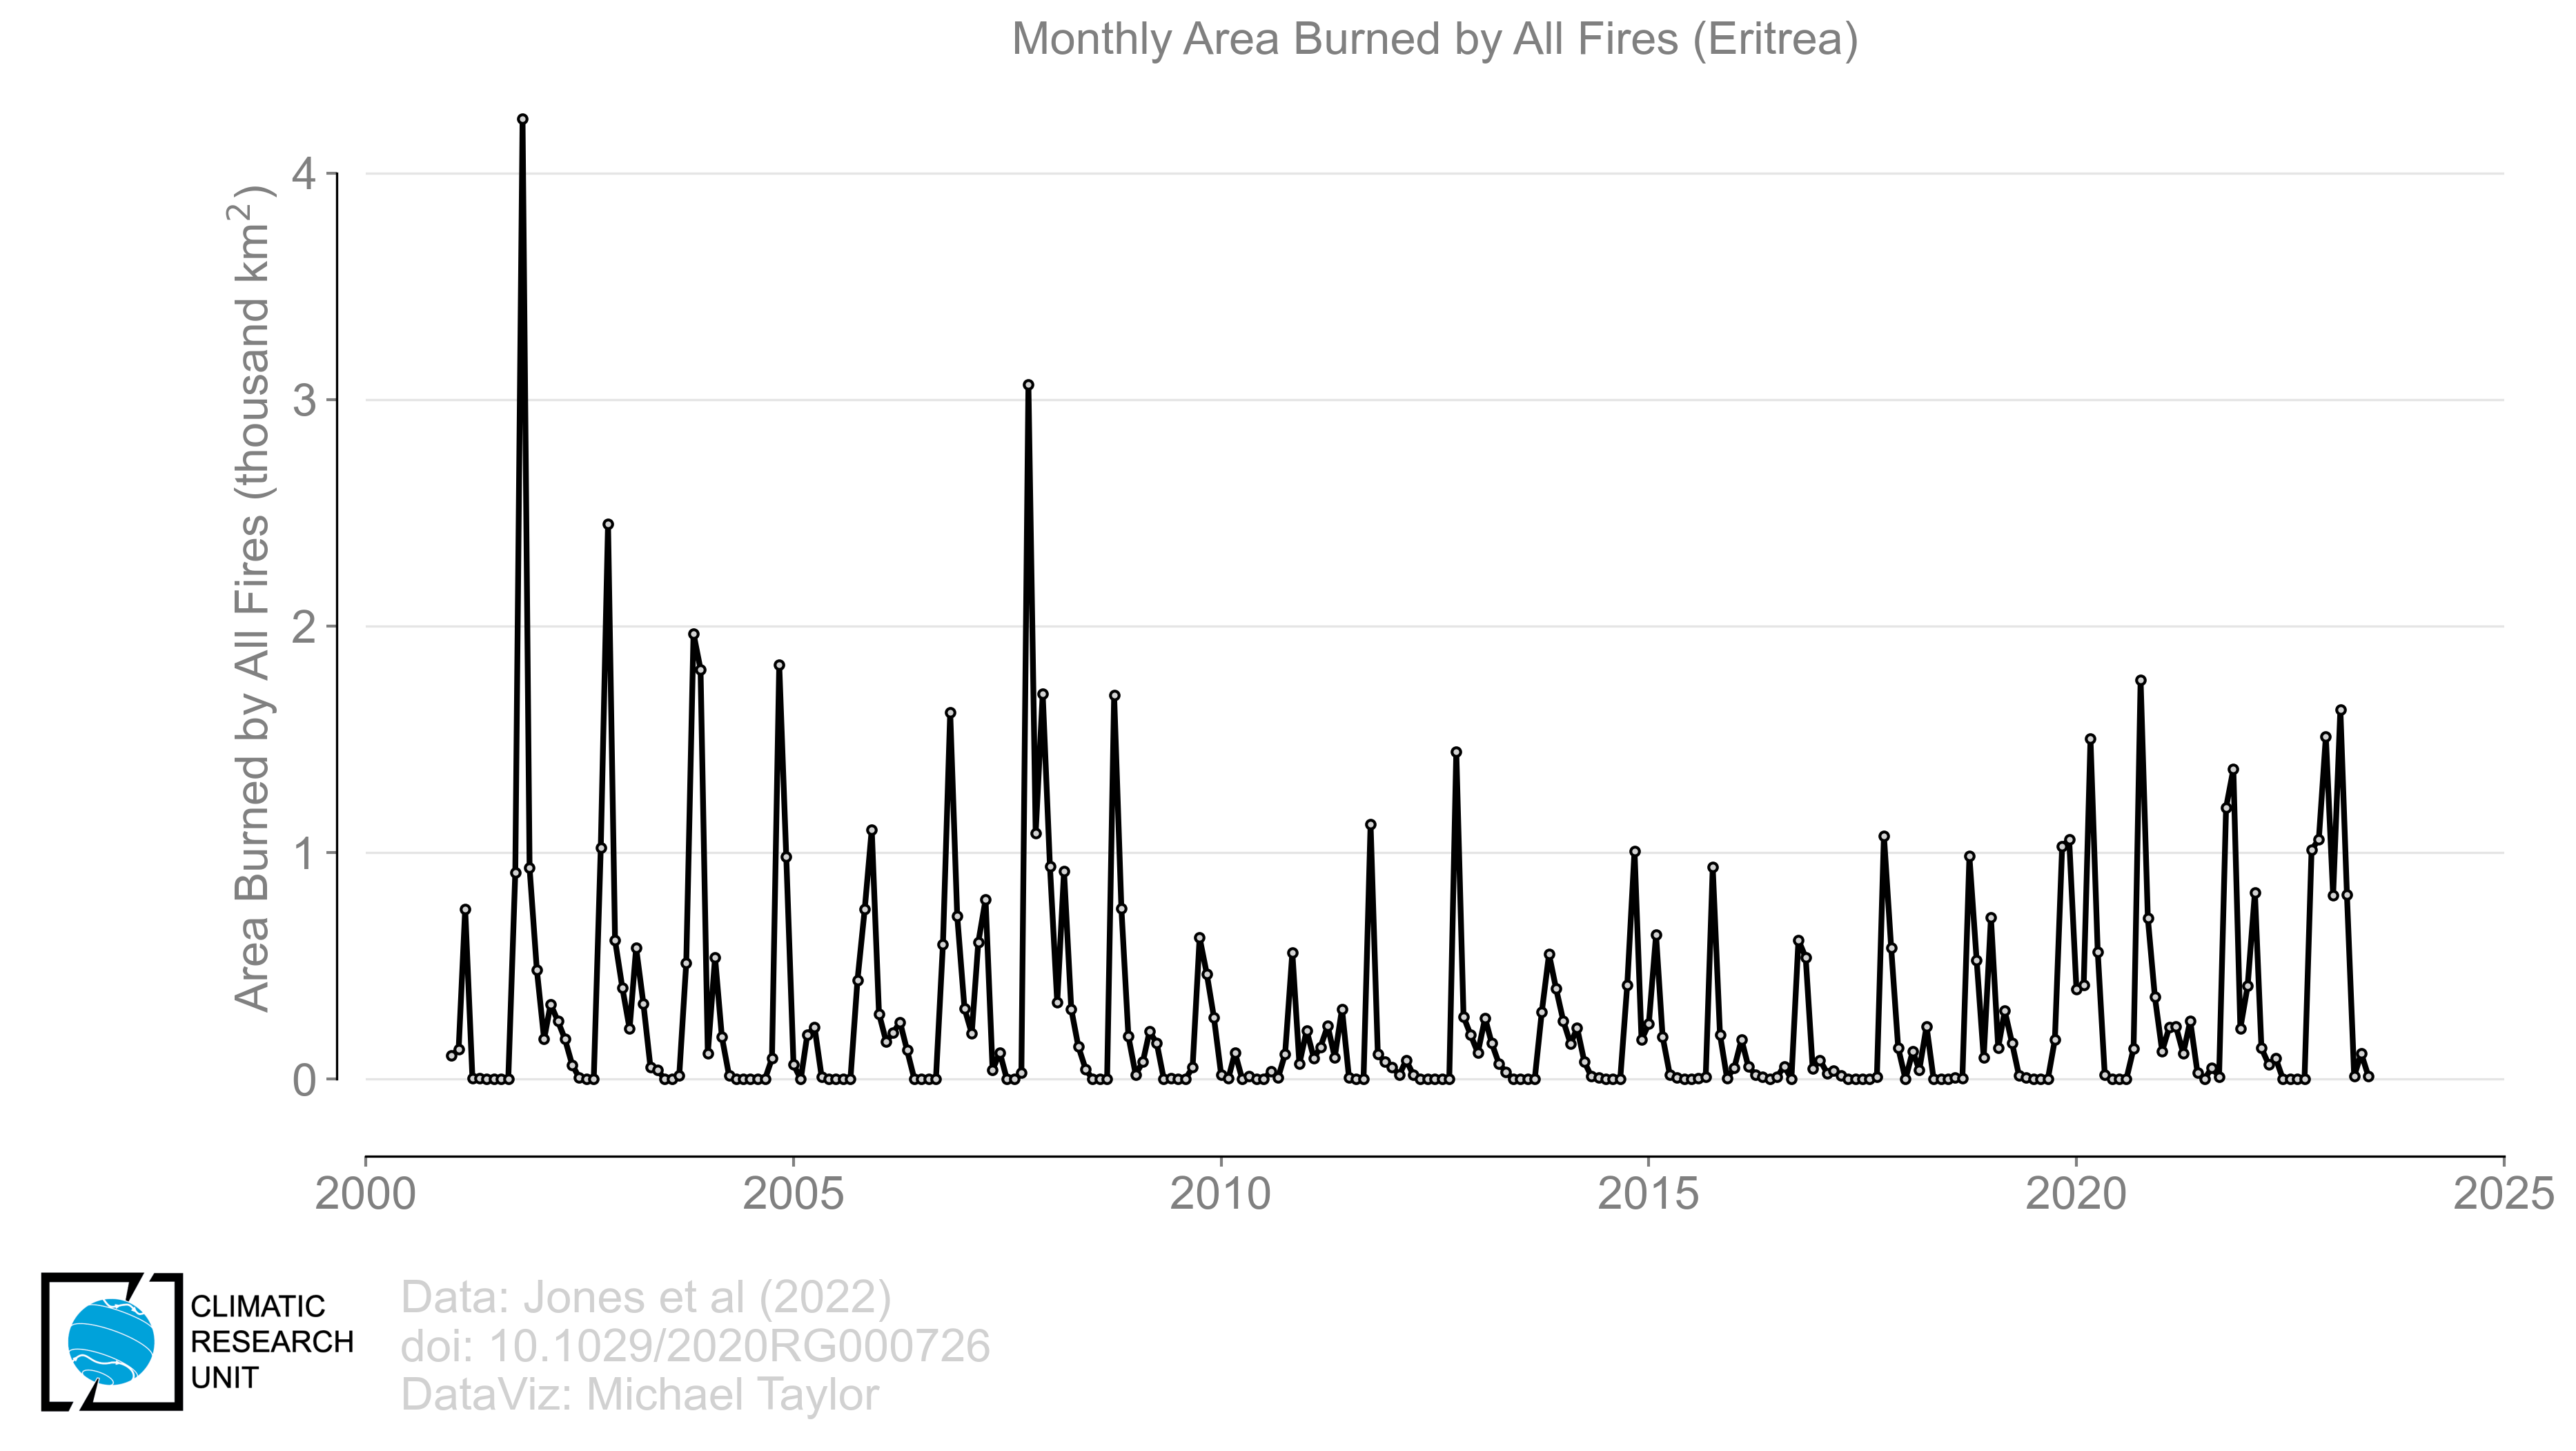 Monthly Area Burned by All Fires (Eritrea)
Area Burned by All Fires (thousand km²)
4
3
2
1
0
2000 2005 2010 2015 2020 2025
CLIMATIC
RESEARCH
UNIT
Data: Jones et al (2022)
doi: 10.1029/2020RG000726
DataViz: Michael Taylor